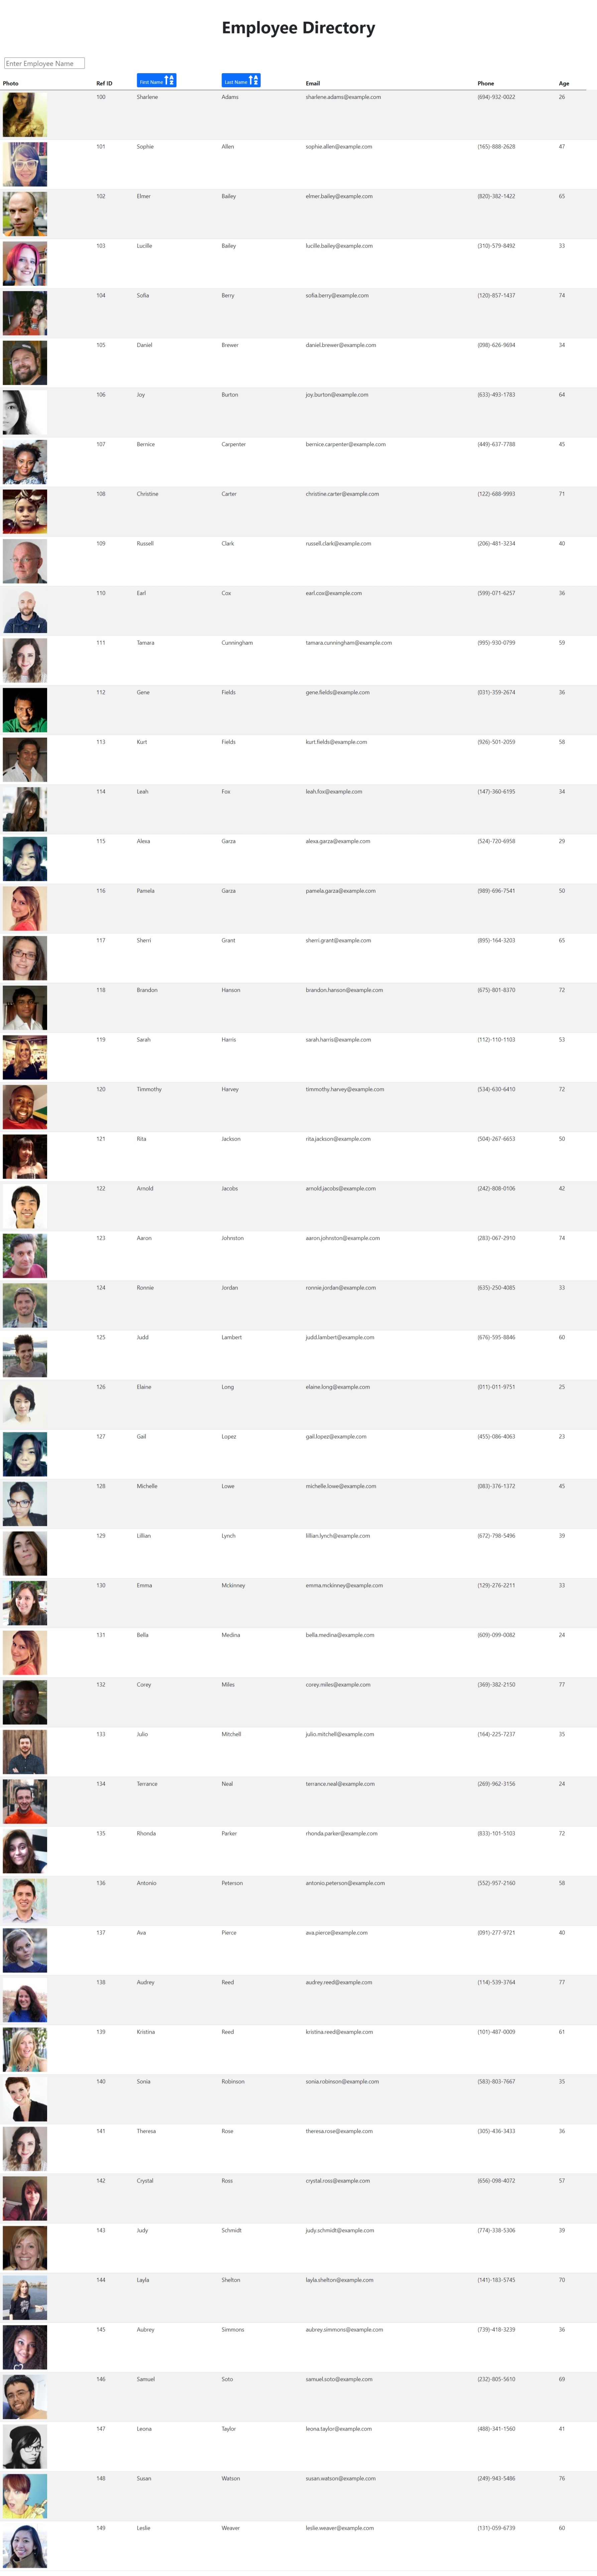 Employee Directory
Enter Employee Name
Photo Ref ID First Name Last Name Email Phone Age
100 Sharlene Adams sharlene.adams@example.com (694)-932-0022 26
101 Sophie Allen sophie.allen@example.com (165)-888-2628 47
102 Elmer Bailey elmer.bailey@example.com (820)-382-1422 65
103 Lucille Bailey lucille.bailey@example.com (310)-579-8492 33
104 Sofia Berry sofia.berry@example.com (120)-857-1437 74
105 Daniel Brewer daniel.brewer@example.com (098)-626-9694 34
106 Joy Burton joy.burton@example.com (633)-493-1783 64
107 Bernice Carpenter bernice.carpenter@example.com (449)-637-7788 45
108 Christine Carter christine.carter@example.com (122)-688-9993 71
109 Russell Clark russell.clark@example.com (206)-481-3234 40
110 Earl Cox earl.cox@example.com (599)-071-6257 36
111 Tamara Cunningham tamara.cunningham@example.com (995)-930-0799 59
112 Gene Fields gene.fields@example.com (031)-359-2674 36
113 Kurt Fields kurt.fields@example.com (926)-501-2059 58
114 Leah Fox leah.fox@example.com (147)-360-6195 34
115 Alexa Garza alexa.garza@example.com (524)-720-6958 29
116 Pamela Garza pamela.garza@example.com (989)-696-7541 50
117 Sherri Grant sherri.grant@example.com (895)-164-3203 65
118 Brandon Hanson brandon.hanson@example.com (675)-801-8370 72
119 Sarah Harris sarah.harris@example.com (112)-110-1103 53
120 Timmothy Harvey timmothy.harvey@example.com (534)-630-6410 72
121 Rita Jackson rita.jackson@example.com (504)-267-6653 50
122 Arnold Jacobs arnold.jacobs@example.com (242)-808-0106 42
123 Aaron Johnston aaron.johnston@example.com (283)-067-2910 74
124 Ronnie Jordan ronnie.jordan@example.com (635)-250-4085 33
125 Judd Lambert judd.lambert@example.com (676)-595-8846 60
126 Elaine Long elaine.long@example.com (011)-011-9751 25
127 Gail Lopez gail.lopez@example.com (455)-086-4063 23
128 Michelle Lowe michelle.lowe@example.com (083)-376-1372 45
129 Lillian Lynch lillian.lynch@example.com (672)-798-5496 39
130 Emma Mckinney emma.mckinney@example.com (129)-276-2211 33
131 Bella Medina bella.medina@example.com (609)-099-0082 24
132 Corey Miles corey.miles@example.com (369)-382-2150 77
133 Julio Mitchell julio.mitchell@example.com (164)-225-7237 35
134 Terrance Neal terrance.neal@example.com (269)-962-3156 24
135 Rhonda Parker rhonda.parker@example.com (833)-101-5103 72
136 Antonio Peterson antonio.peterson@example.com (552)-957-2160 58
137 Ava Pierce ava.pierce@example.com (091)-277-9721 40
138 Audrey Reed audrey.reed@example.com (114)-539-3764 77
139 Kristina Reed kristina.reed@example.com (101)-487-0009 61
140 Sonia Robinson sonia.robinson@example.com (583)-803-7667 35
141 Theresa Rose theresa.rose@example.com (305)-436-3433 36
142 Crystal Ross crystal.ross@example.com (656)-098-4072 57
143 Judy Schmidt judy.schmidt@example.com (774)-338-5306 39
144 Layla Shelton layla.shelton@example.com (141)-183-5745 70
145 Aubrey Simmons aubrey.simmons@example.com (739)-418-3239 36
146 Samuel Soto samuel.soto@example.com (232)-805-5610 69
147 Leona Taylor leona.taylor@example.com (488)-341-1560 41
148 Susan Watson susan.watson@example.com (249)-943-5486 76
149 Leslie Weaver leslie.weaver@example.com (131)-059-6739 60